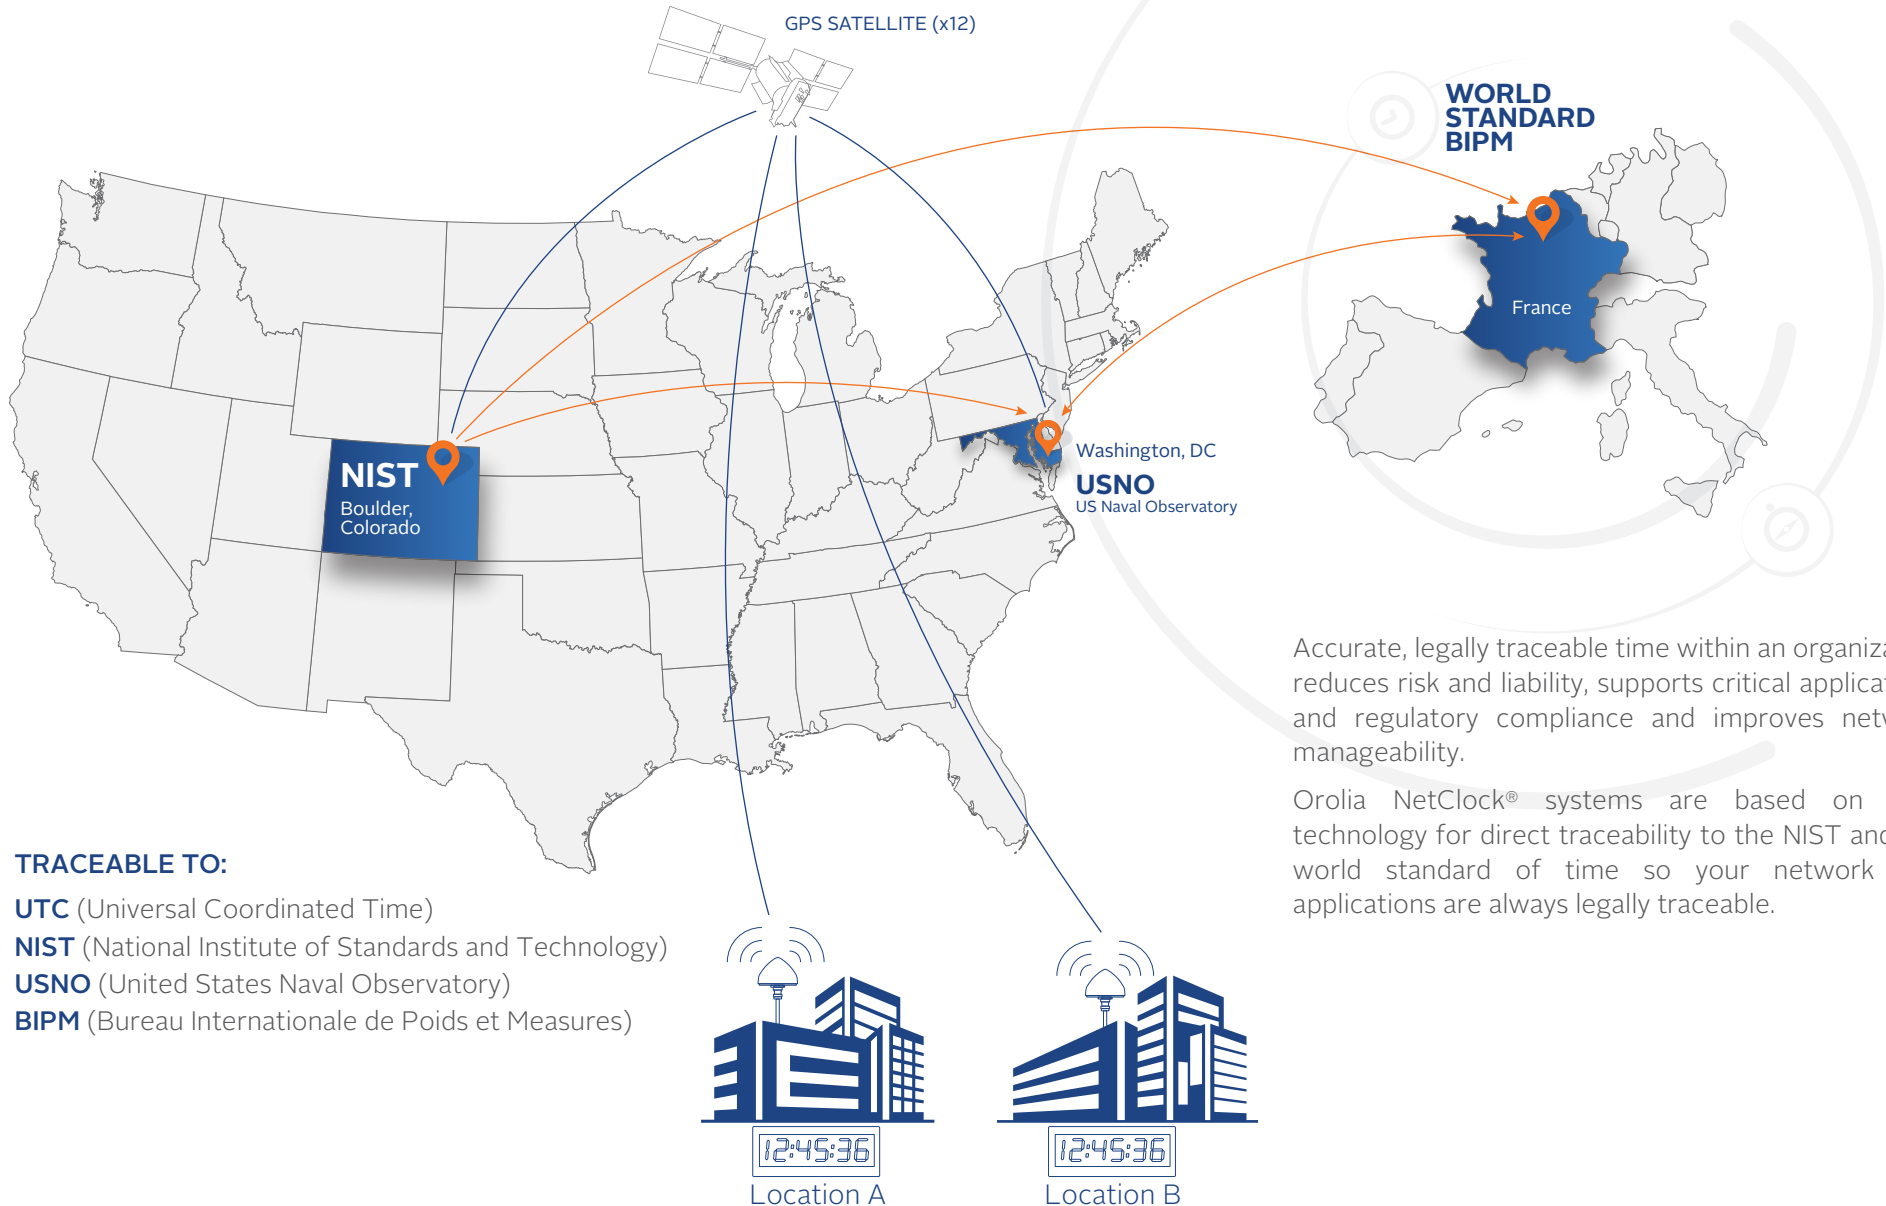 GPS SATELLITE (x12)
WORLD
STANDARD
BIPM
France
NIST
Boulder,
Colorado
Washington, DC
USNO
US Naval Observatory
Accurate, legally traceable time within an
reduces risk and liability, supports critical
and regulatory compliance and improves
manageability.
Orolia NetClock® systems are based on
technology for direct traceability to the NIST and
world standard of time so your network
applications are always legally traceable.
TRACEABLE TO:
UTC (Universal Coordinated Time)
NIST (National Institute of Standards and Technology)
USNO (United States Naval Observatory)
BIPM (Bureau Internationale de Poids et Measures)
12:45:36
12:45:36
Location A
Location B